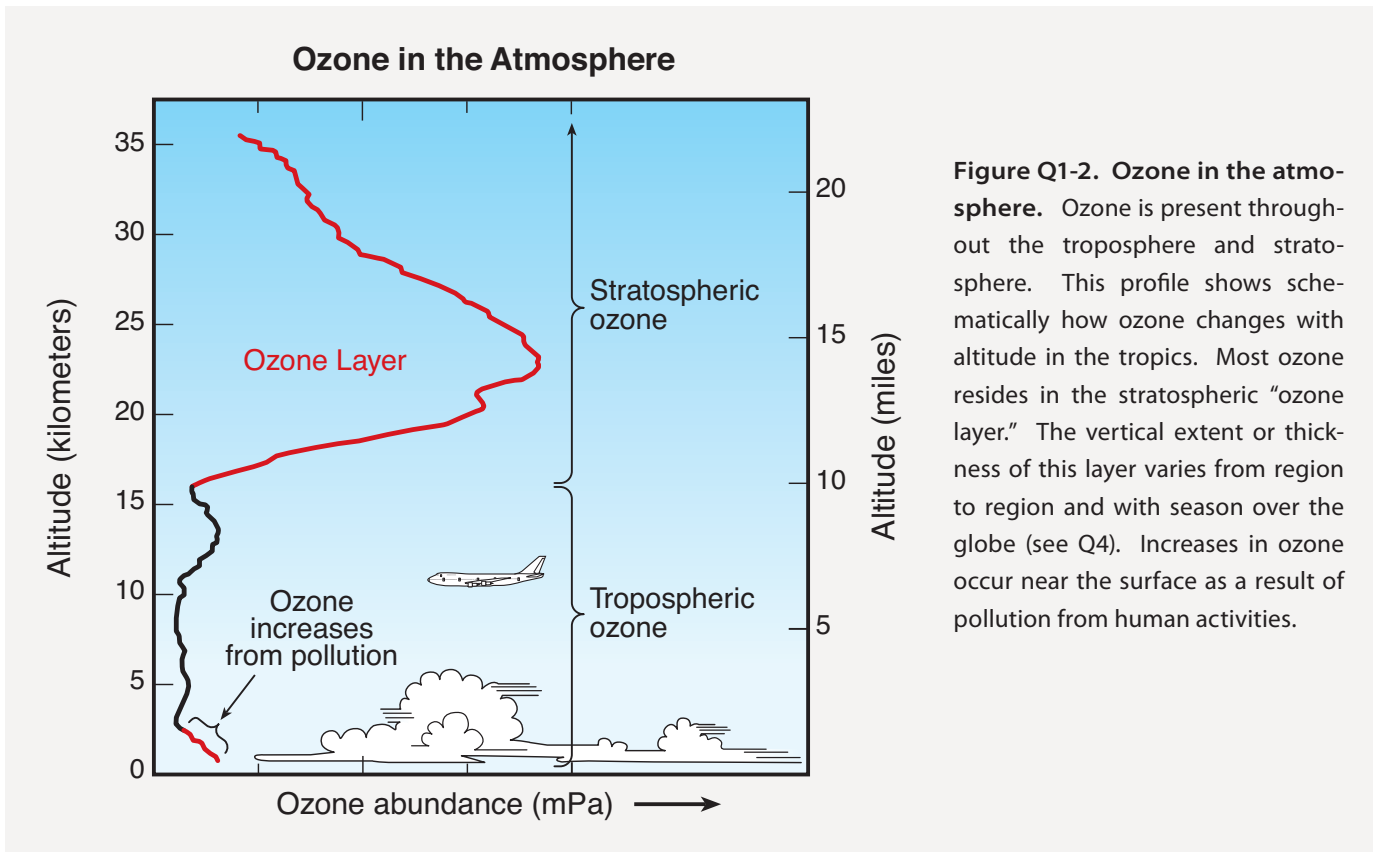 Ozone in the Atmosphere
35
30
25
20
15
10
5
0
Altitude (kilometers)
Ozone Layer
Stratospheric
ozone
Tropospheric
ozone
Ozone
increases
from pollution
20
15
10
5
Altitude (miles)
Ozone abundance (mPa)
Figure Q1-2. Ozone in the atmo-
sphere. Ozone is present through-
out the troposphere and strato-
sphere. This profile shows sche-
matically how ozone changes with
altitude in the tropics. Most ozone
resides in the stratospheric “ozone
layer.” The vertical extent or thick-
ness of this layer varies from region
to region and with season over the
globe (see Q4). Increases in ozone
occur near the surface as a result of
pollution from human activities.